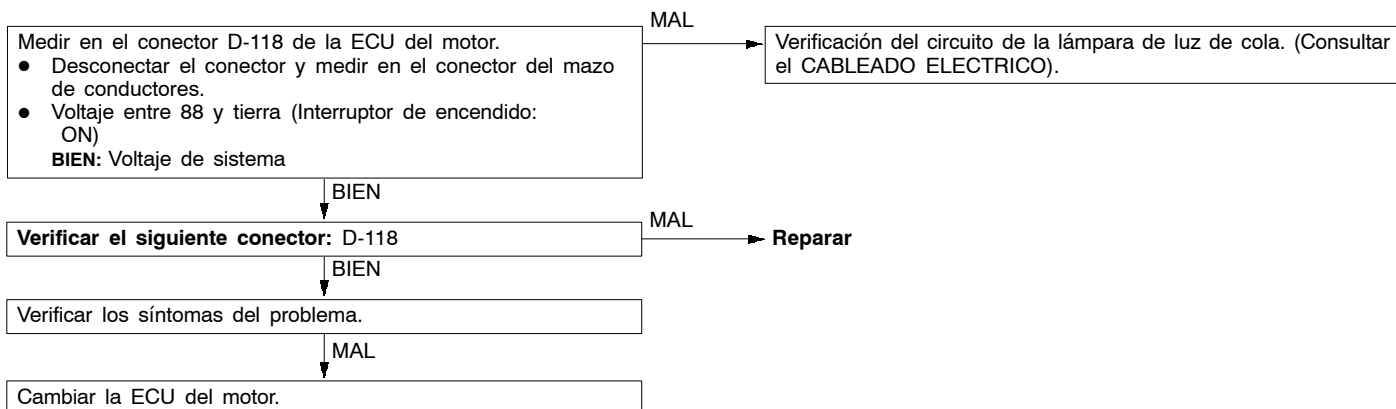 MAL
Medir en el conector D-118 de la ECU del motor.
● Desconectar el conector y medir en el conector del mazo
de conductores.
● Voltaje entre 88 y tierra (Interruptor de encendido:
ON)
BIEN: Voltaje de sistema
Verificación del circuito de la lámpara de luz de cola. (Consultar
el CABLEADO ELECTRICO).
BIEN
Verificar el siguiente conector: D-118
MAL
Reparar
BIEN
Verificar los síntomas del problema.
MAL
Cambiar la ECU del motor.